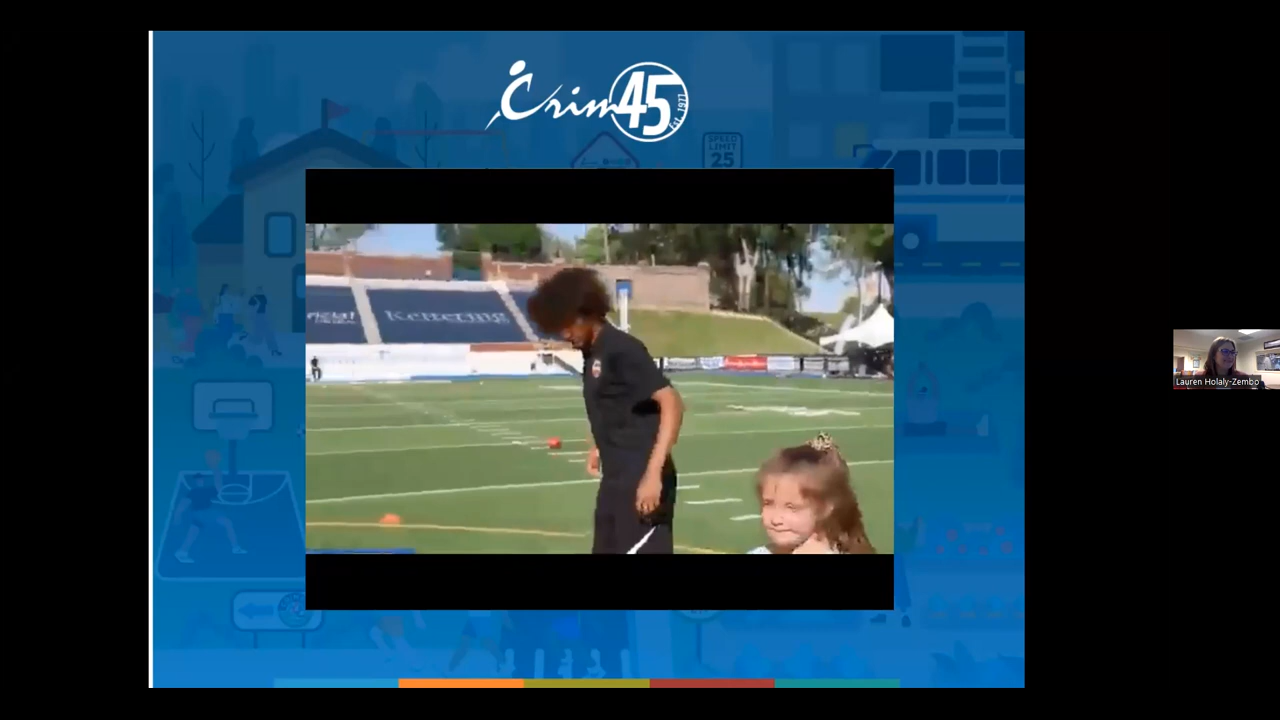 Crim 45
Est. 1977
SPEED
LIMIT
25
Kettering
Lauren Holaly-Zembo